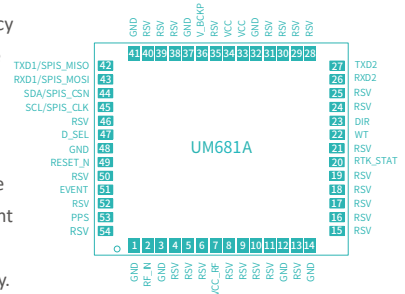 cy
GND RSV RSV RSV GND V_BCKP RSV VCC VCC GND RSV RSV RSV RSV
41 40 39 38 37 36 35 34 33 32 31 30 29 28
TXD1/SPIS_MISO 42
RXD1/SPIS_MOSI 43
SDA/SPIS_CSN 44
SCL/SPIS_CLK 45
RSV 46
D_SEL 47
GND 48
RESET_N 49
RSV 50
EVENT 51
RSV 52
PPS 53
RSV 54
e
nt
y.
UM681A
27 TXD2
26 RXD2
25 RSV
24 RSV
23 DIR
22 WT
21 RSV
20 RTK_STAT
19 RSV
18 RSV
17 RSV
16 RSV
15 RSV
1 2 3 4 5 6 7 8 9 10 11 12 13 14
GND RF_IN GND RSV RSV RSV VCC_RF RSV RSV RSV RSV GND RSV GND